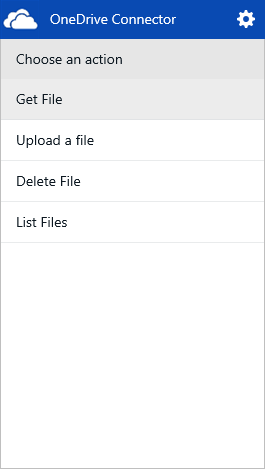 OneDrive Connector
Choose an action
Get File
Upload a file
Delete File
List Files